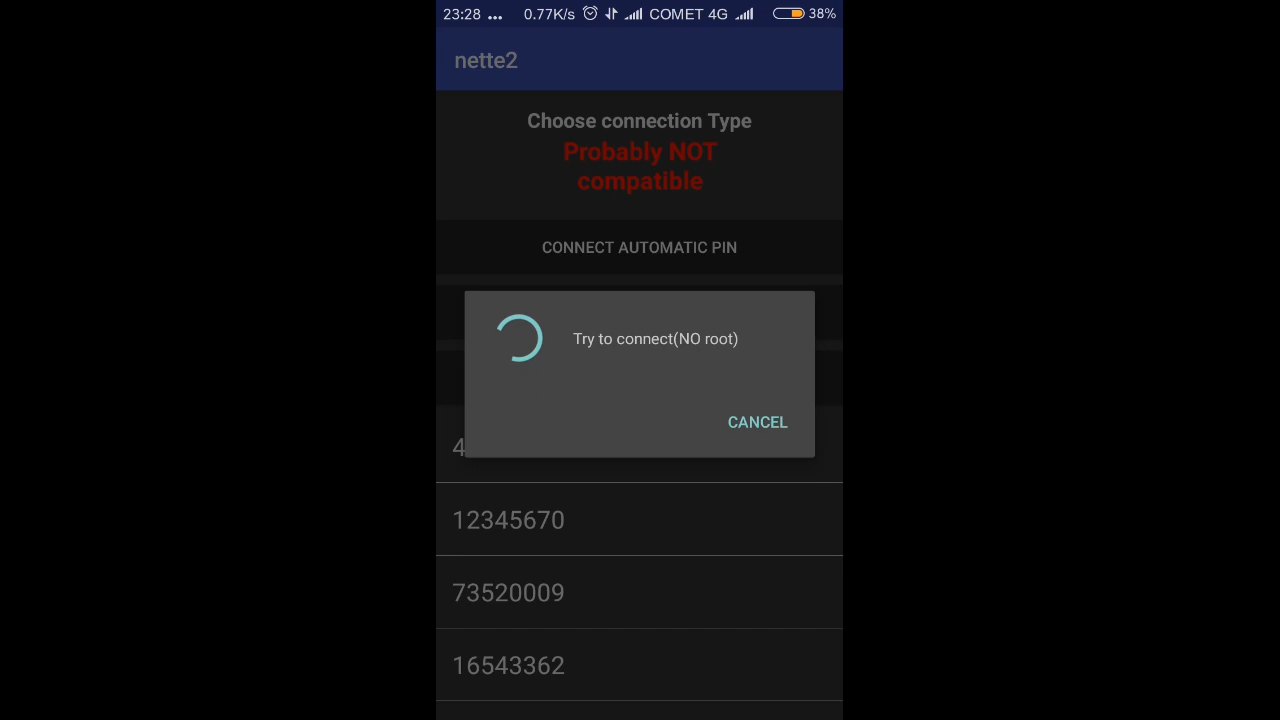 23:28 ... 0.77K/s COMET 4G 38%
nette2
Choose connection Type
Probably NOT
compatible
CONNECT AUTOMATIC PIN
Try to connect(NO root)
CANCEL
4
12345670
73520009
16543362